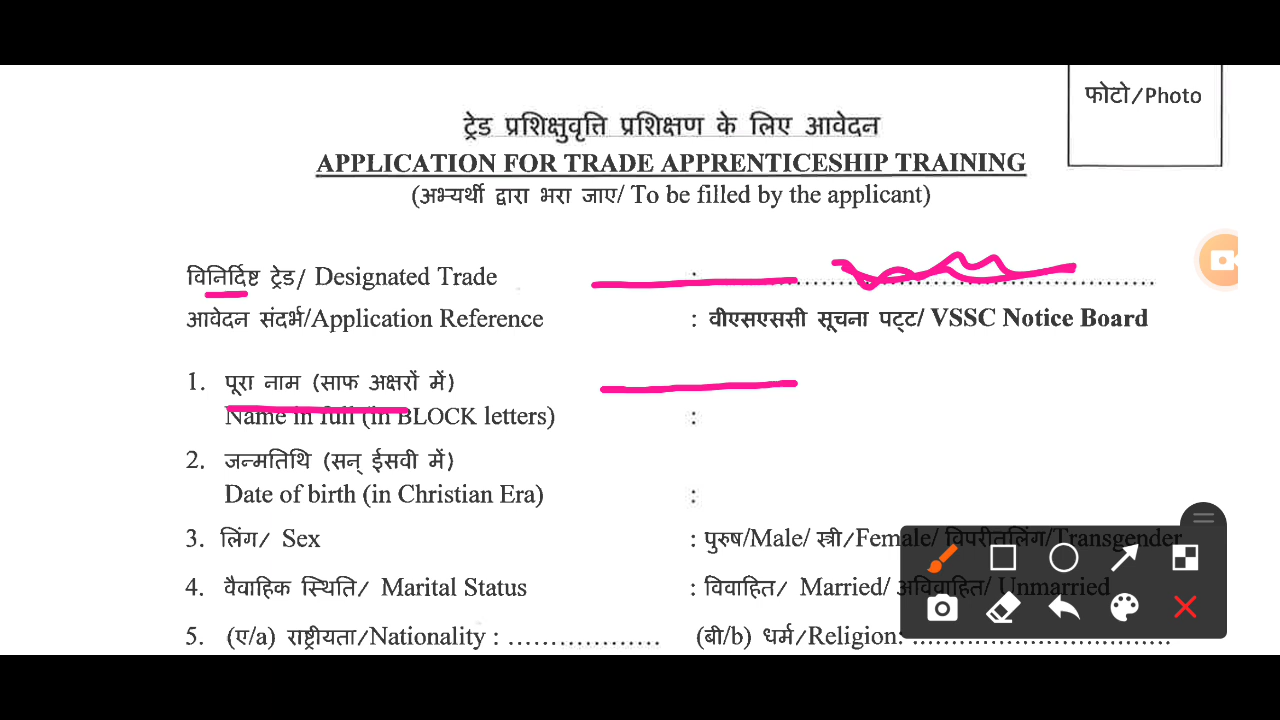 फोटो/Photo
ट्रेड प्रशिक्षुवृत्ति प्रशिक्षण के लिए आवेदन
APPLICATION FOR TRADE APPRENTICESHIP TRAINING
(अभ्यर्थी द्वारा भरा जाए/ To be filled by the applicant)
विनिर्दिष्ट ट्रेड/ Designated Trade : ..................................................
आवेदन संदर्भ/Application Reference : वीएसएससी सूचना पट्ट/ VSSC Notice Board
1. पूरा नाम (साफ अक्षरों में)
Name in full (in BLOCK letters) :
2. जन्मतिथि (सन् ईसवी में)
Date of birth (in Christian Era) :
3. लिंग/ Sex : पुरुष/Male/ स्त्री/Female/ विपरीतलिंग/Transgender
4. वैवाहिक स्थिति/ Marital Status : विवाहित/ Married/ अविवाहित/ Unmarried
5. (ए/a) राष्ट्रीयता/Nationality : ................... (बी/b) धर्म/Religion: ................................